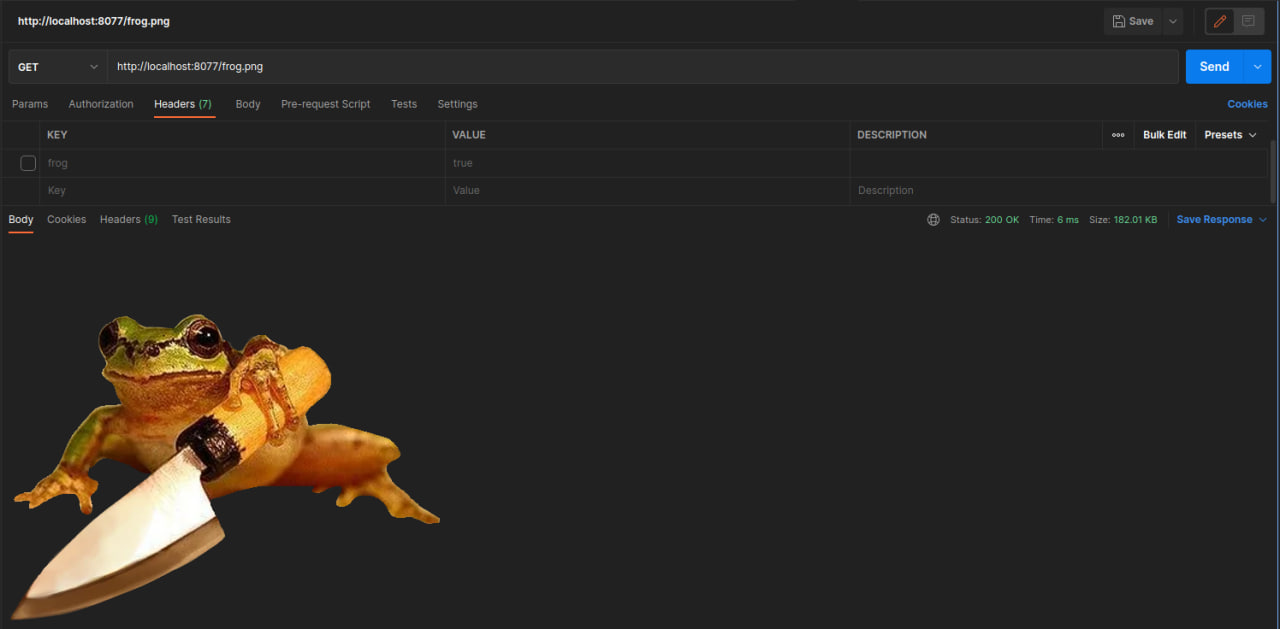 http://localhost:8077/frog.png
Save
GET
http://localhost:8077/frog.png
Send
Params Authorization Headers (7) Body Pre-request Script Tests Settings Cookies
KEY VALUE DESCRIPTION ooo Bulk Edit Presets
frog true
Key Value Description
Body Cookies Headers (9) Test Results Status: 200 OK Time: 6 ms Size: 182.01 KB Save Response